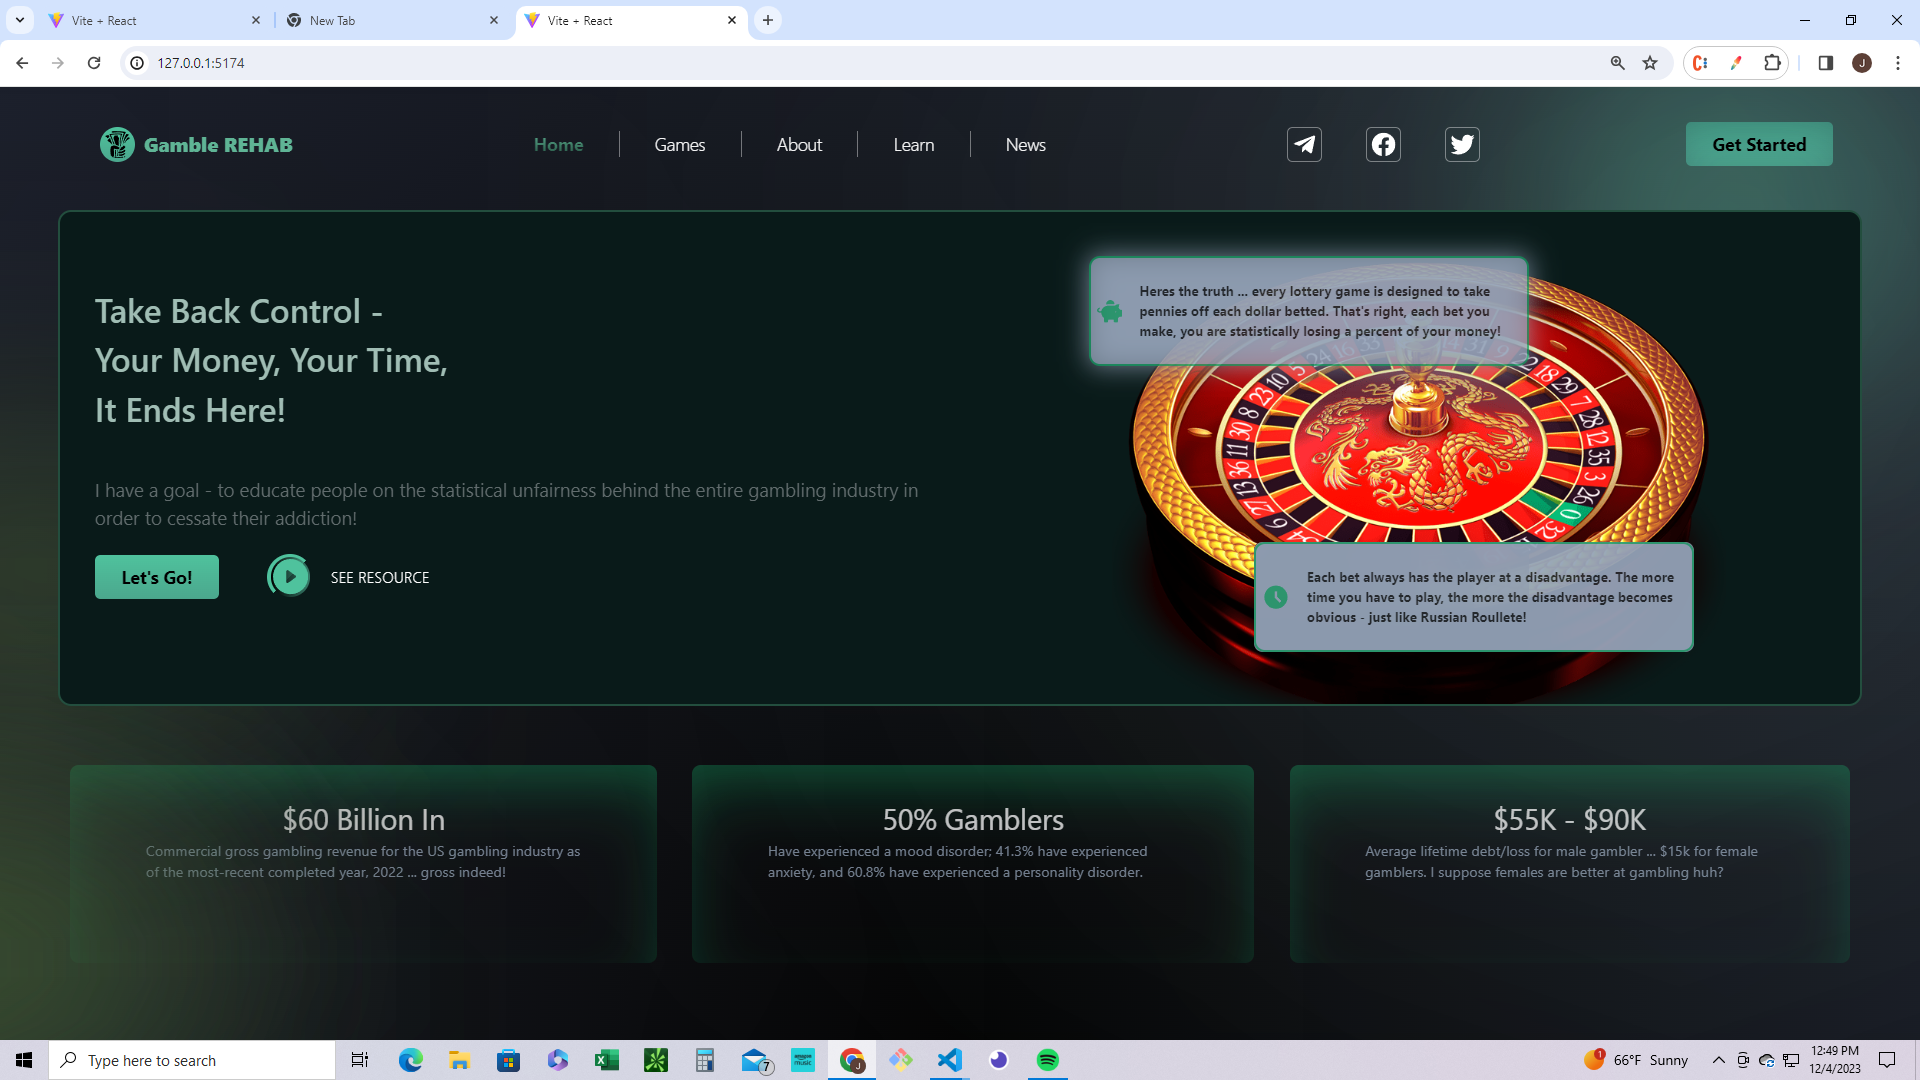 Vite + React
New Tab
Vite + React
127.0.0.1:5174
J
Gamble REHAB
Home
Games
About
Learn
News
Get Started
Take Back Control -
Your Money, Your Time,
It Ends Here!
I have a goal - to educate people on the statistical unfairness behind the entire gambling industry in
order to cessate their addiction!
Let's Go!
SEE RESOURCE
Heres the truth ... every lottery game is designed to take
pennies off each dollar betted. That's right, each bet you
make, you are statistically losing a percent of your money!
Each bet always has the player at a disadvantage. The more
time you have to play, the more the disadvantage becomes
obvious - just like Russian Roullete!
$60 Billion In
Commercial gross gambling revenue for the US gambling industry as
of the most-recent completed year, 2022 ... gross indeed!
50% Gamblers
Have experienced a mood disorder; 41.3% have experienced
anxiety, and 60.8% have experienced a personality disorder.
$55K - $90K
Average lifetime debt/loss for male gambler ... $15k for female
gamblers. I suppose females are better at gambling huh?
Type here to search
7
amazon music
J
1
66°F Sunny
12:49 PM
12/4/2023